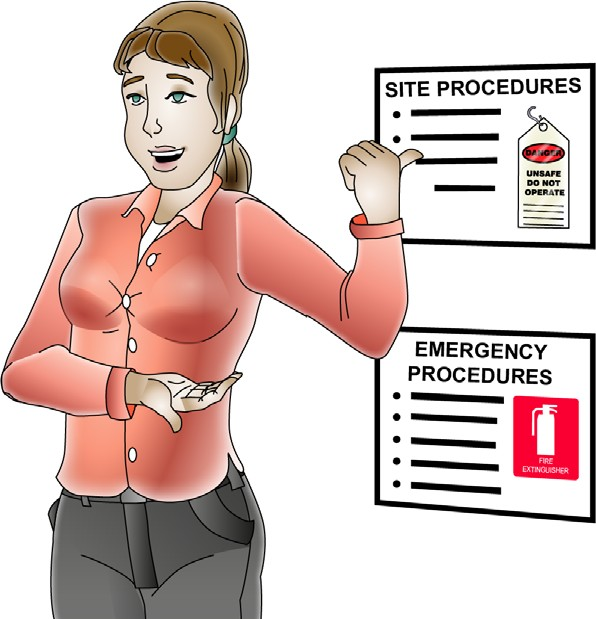 SITE PROCEDURES
DANGER
UNSAFE
DO NOT
OPERATE
EMERGENCY
PROCEDURES
FIRE
EXTINGUISHER